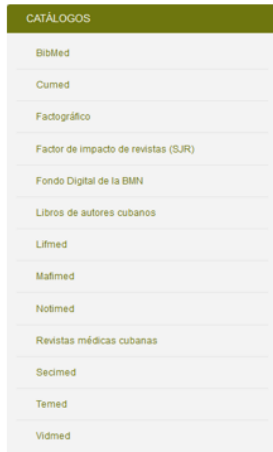 CATÁLOGOS
BibMed
Cumed
Factográfico
Factor de impacto de revistas (SJR)
Fondo Digital de la BMN
Libros de autores cubanos
Lifmed
Mafimed
Notimed
Revistas médicas cubanas
Secimed
Temed
Vidmed